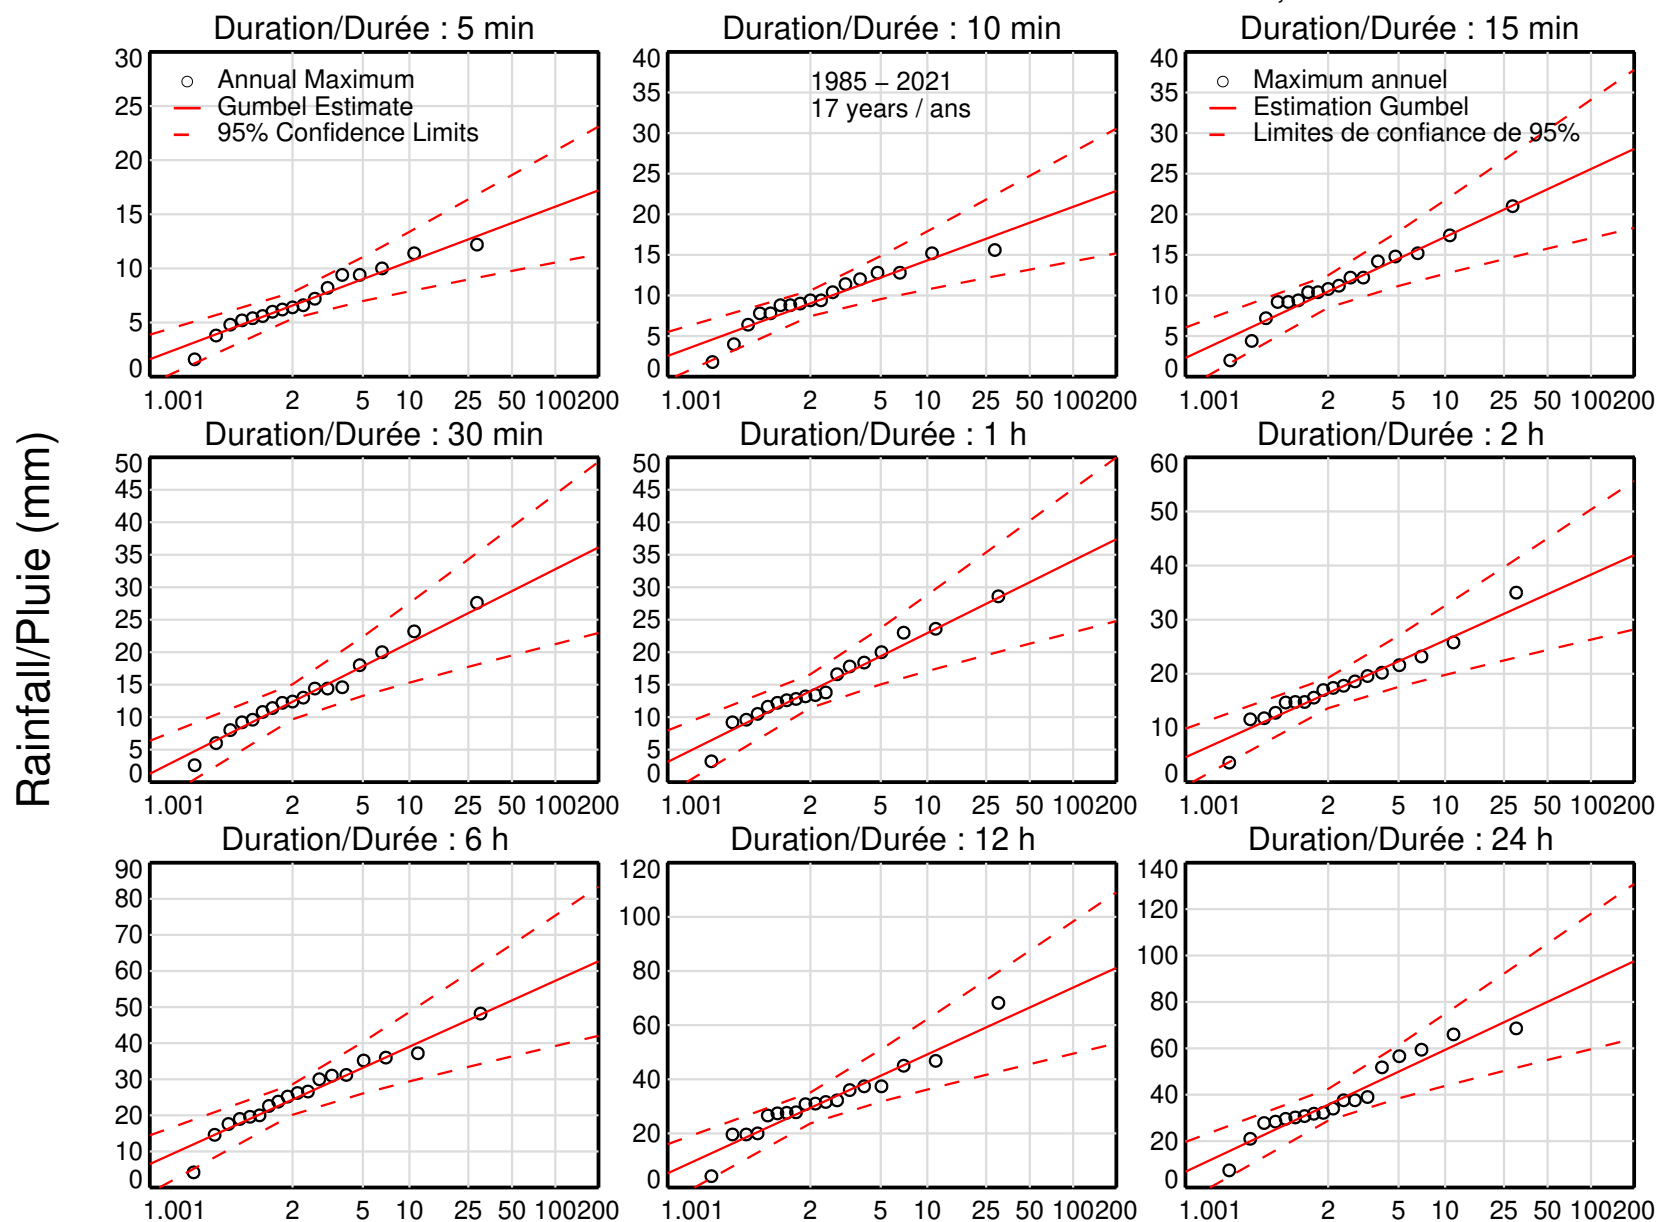 Duration/Durée : 5 min
30
25
20
15
10
5
0
Annual Maximum
Gumbel Estimate
95% Confidence Limits
1.001 2 5 10 25 50 100200
Duration/Durée : 10 min
40
35
30
25
20
15
10
5
0
1985 – 2021
17 years / ans
1.001 2 5 10 25 50 100200
Duration/Durée : 15 min
40
35
30
25
20
15
10
5
0
Maximum annuel
Estimation Gumbel
Limites de confiance de 95%
1.001 2 5 10 25 50 100200
Rainfall/Pluie (mm)
Duration/Durée : 30 min
50
45
40
35
30
25
20
15
10
5
0
1.001 2 5 10 25 50 100200
Duration/Durée : 1 h
50
45
40
35
30
25
20
15
10
5
0
1.001 2 5 10 25 50 100200
Duration/Durée : 2 h
60
50
40
30
20
10
0
1.001 2 5 10 25 50 100200
Duration/Durée : 6 h
90
80
70
60
50
40
30
20
10
0
1.001 2 5 10 25 50 100200
Duration/Durée : 12 h
120
100
80
60
40
20
0
1.001 2 5 10 25 50 100200
Duration/Durée : 24 h
140
120
100
80
60
40
20
0
1.001 2 5 10 25 50 100200